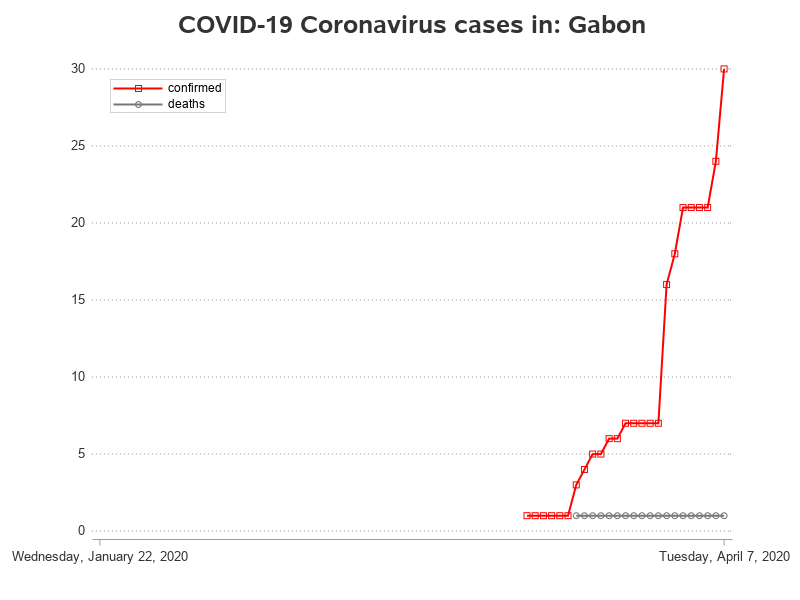 COVID-19 Coronavirus cases in: Gabon
confirmed
deaths
30
25
20
15
10
5
0
Wednesday, January 22, 2020
Tuesday, April 7, 2020